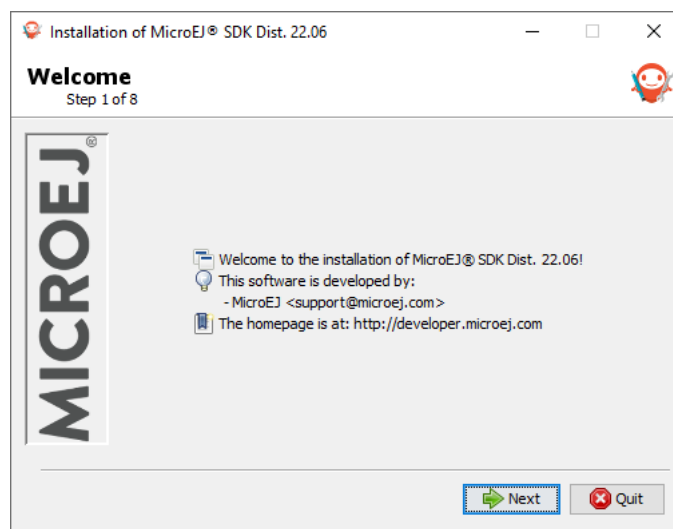 Installation of MicroEJ® SDK Dist. 22.06
Welcome
Step 1 of 8
MICROEJ®
Welcome to the installation of MicroEJ® SDK Dist. 22.06!
This software is developed by:
- MicroEJ <support@microej.com>
The homepage is at: http://developer.microej.com
Next
Quit